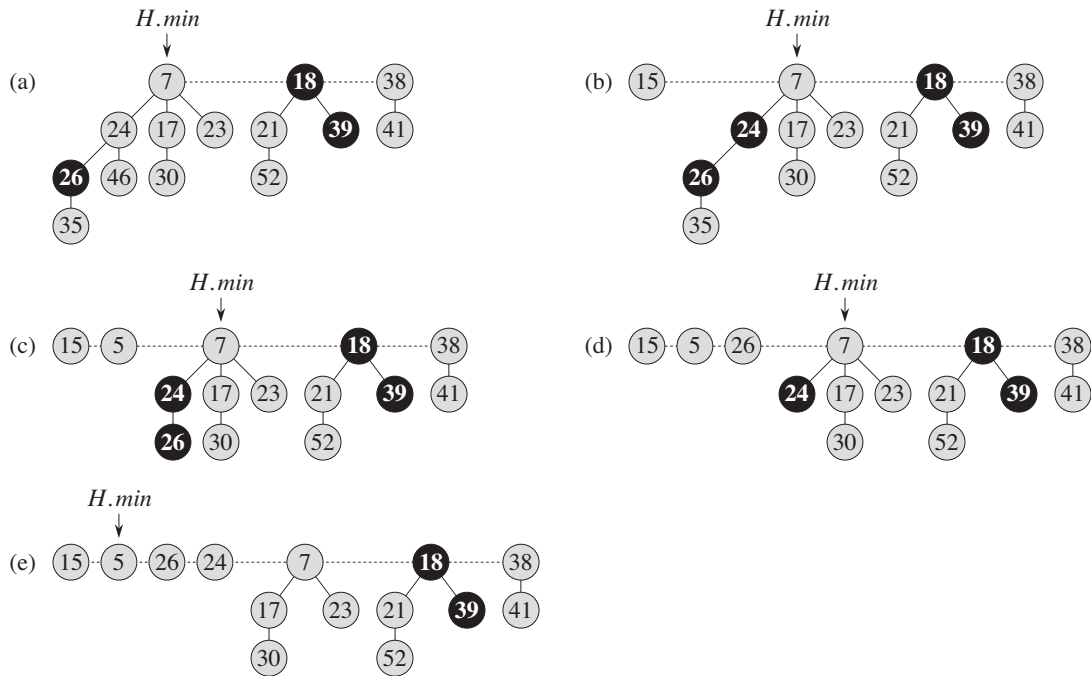 H.min
(a) 7 18 38
24 17 23 21 39 41
26 46 30 52
35
H.min
(b) 15 7 18 38
24 17 23 21 39 41
26 30 52
35
H.min
(c) 15 5 7 18 38
24 17 23 21 39 41
26 30 52
H.min
(d) 15 5 26 7 18 38
24 17 23 21 39 41
30 52
H.min
(e) 15 5 26 24 7 18 38
17 23 21 39 41
30 52